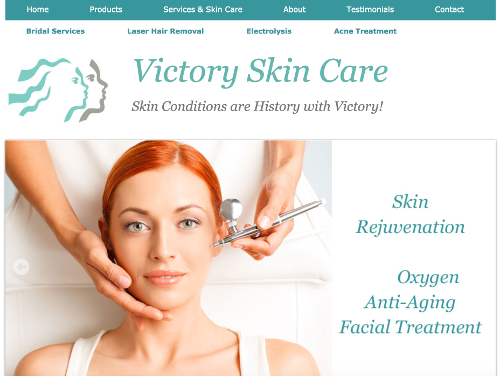 Home Products Services & Skin Care About Testimonials Contact
Bridal Services Laser Hair Removal Electrolysis Acne Treatment
Victory Skin Care
Skin Conditions are History with Victory!
Skin
Rejuvenation
Oxygen
Anti-Aging
Facial Treatment